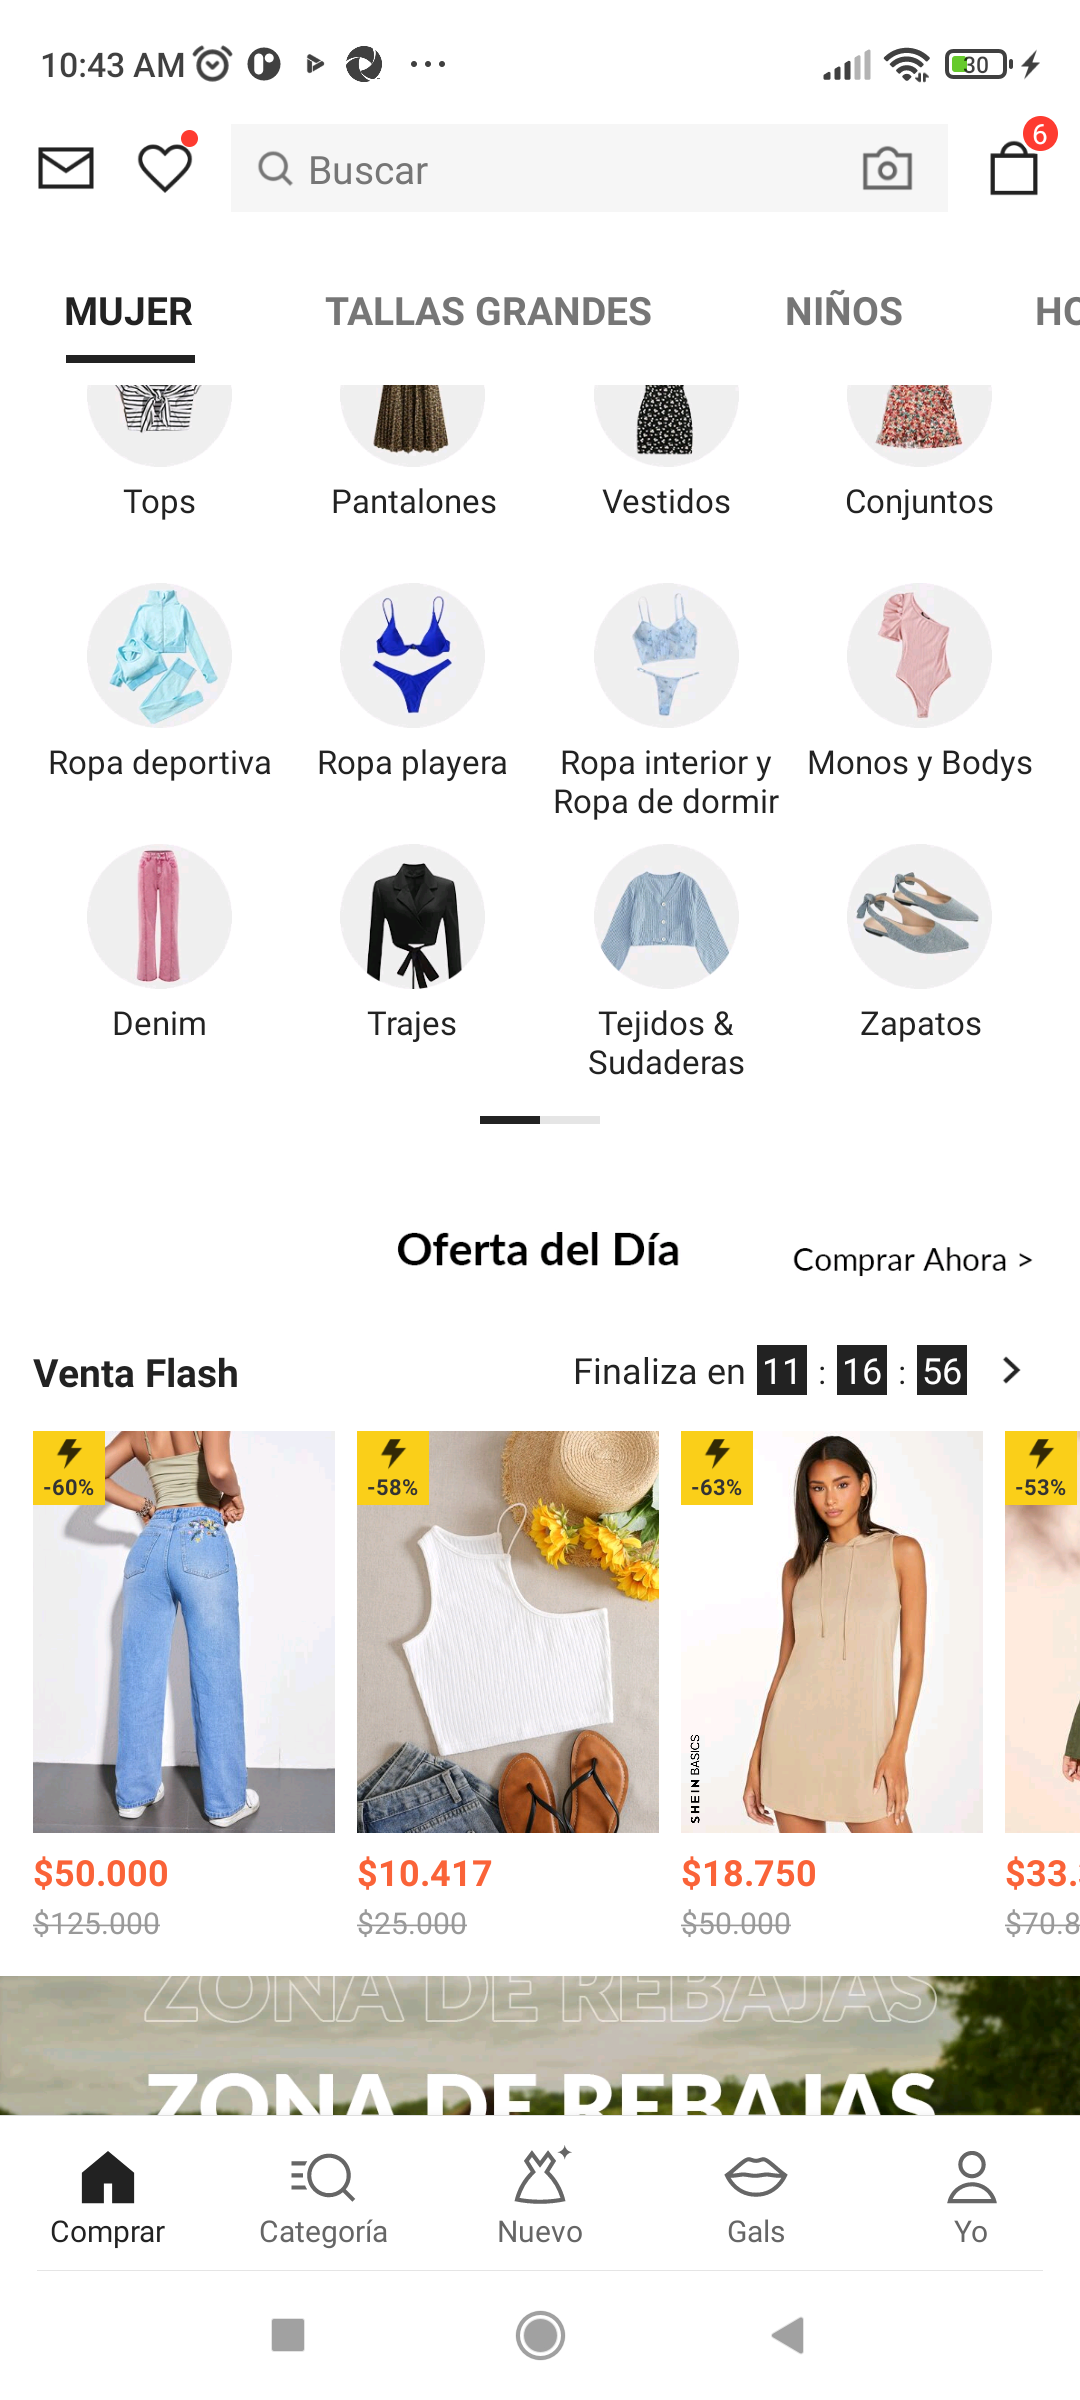 10:43 AM
30
6
Buscar
MUJER
TALLAS GRANDES
NIÑOS
HO
Tops
Pantalones
Vestidos
Conjuntos
Ropa deportiva
Ropa playera
Ropa interior y
Ropa de dormir
Monos y Bodys
Denim
Trajes
Tejidos &
Sudaderas
Zapatos
Oferta del Día
Comprar Ahora >
Venta Flash
Finaliza en 11 : 16 : 56
-60%
-58%
-63%
-53%
SHEIN BASICS
$50.000
$10.417
$18.750
$33.
$125.000
$25.000
$50.000
$70.8
ZONA DE REBAJAS
ZONA DE REBAJAS
Comprar
Categoría
Nuevo
Gals
Yo